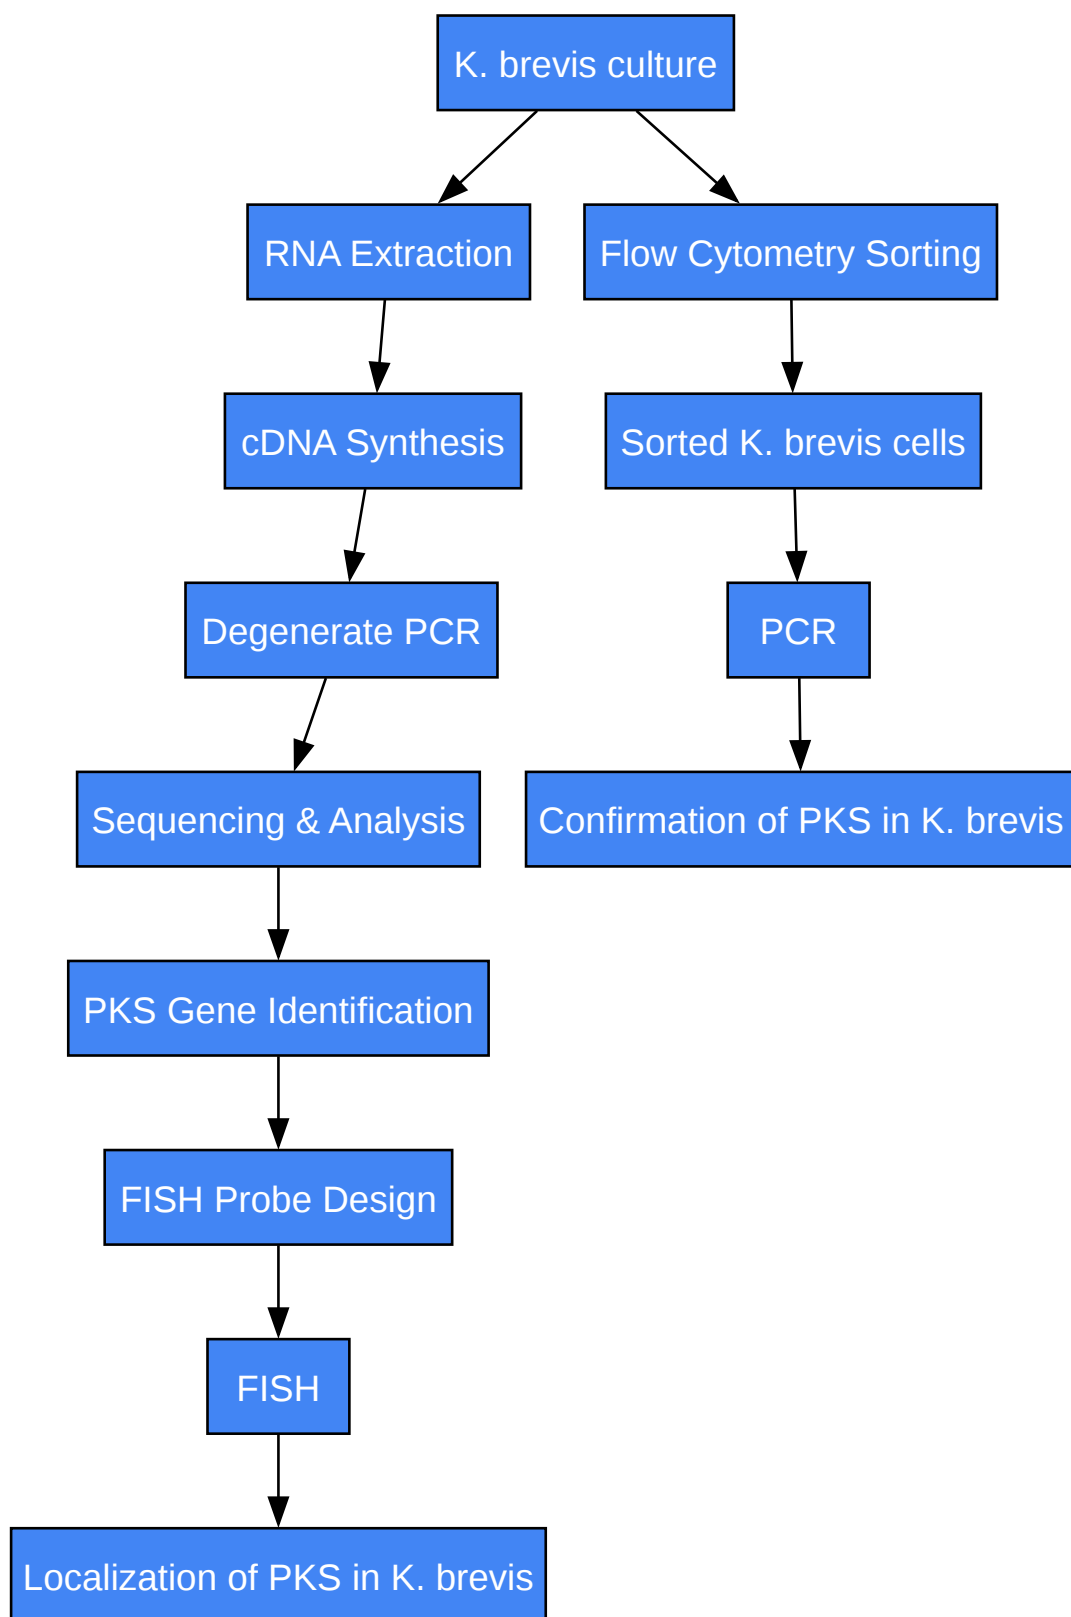 K. brevis culture
RNA Extraction
Flow Cytometry Sorting
cDNA Synthesis
Sorted K. brevis cells
Degenerate PCR
PCR
Sequencing & Analysis
Confirmation of PKS in K. brevis
PKS Gene Identification
FISH Probe Design
FISH
Localization of PKS in K. brevis